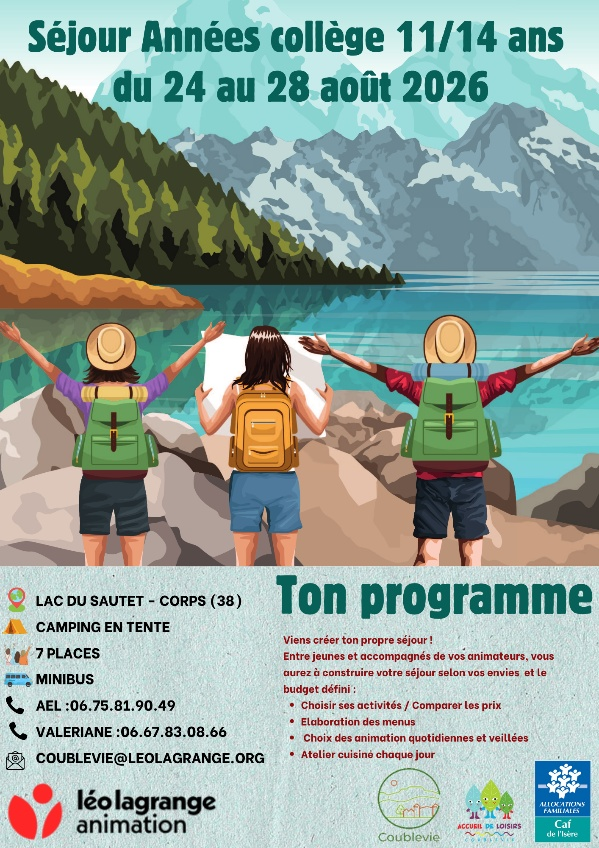 Séjour Années collège 11/14 ans
du 24 au 28 août 2026
LAC DU SAUTET - CORPS (38)
CAMPING EN TENTE
7 PLACES
MINIBUS
AEL :06.75.81.90.49
VALERIANE :06.67.83.08.66
COUBLEVIE@LEOLAGRANGE.ORG
léo lagrange
animation
Ton programme
Viens créer ton propre séjour !
Entre jeunes et accompagnés de vos animateurs, vous
aurez à construire votre séjour selon vos envies et le
budget défini :
• Choisir ses activités / Comparer les prix
• Elaboration des menus
• Choix des animation quotidiennes et veillées
• Atelier cuisiné chaque jour
Coublevie
ACCUEIL DE LOISIRS
COUBLEVIE
ALLOCATIONS
FAMILIALES
Caf
de l'Isère